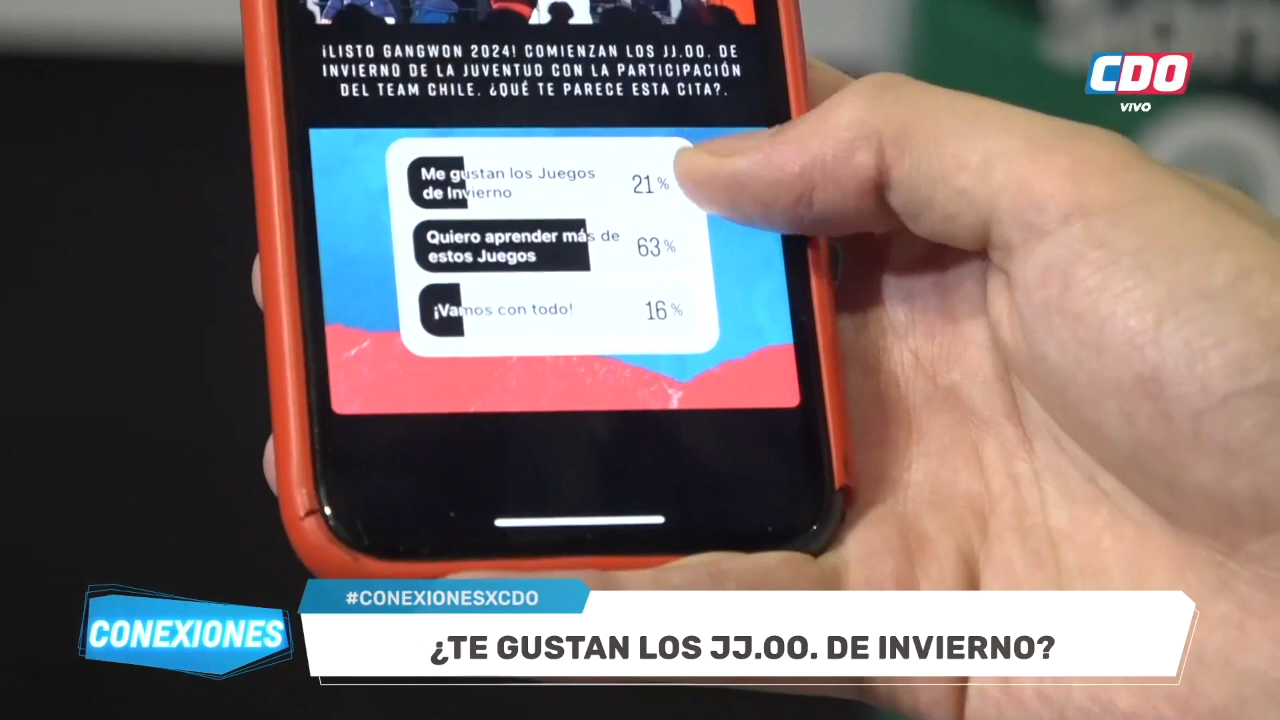 ¡LISTO GANGWON 2024! COMIENZAN LOS JJ.OO. DE
INVIERNO DE LA JUVENTUD CON LA PARTICIPACIÓN
DEL TEAM CHILE. ¿QUÉ TE PARECE ESTA CITA?.
CDO
VIVO
Me gustan los Juegos
de Invierno
21%
Quiero aprender más de
estos Juegos
63%
¡Vamos con todo!
16%
#CONEXIONESXCDO
CONEXIONES
¿TE GUSTAN LOS JJ.OO. DE INVIERNO?